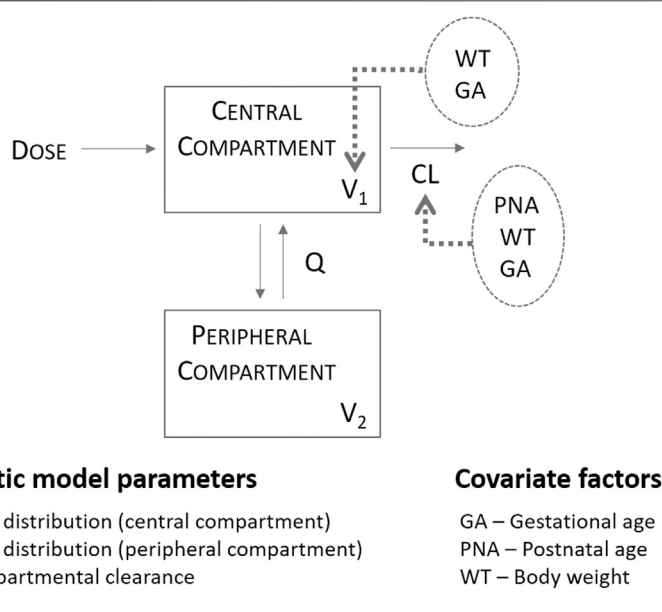 WT
GA
CENTRAL
COMPARTMENT
V1
DOSE
CL
PNA
WT
GA
Q
PERIPHERAL
COMPARTMENT
V2
tic model parameters
distribution (central compartment)
distribution (peripheral compartment)
partmental clearance
Covariate factors
GA – Gestational age
PNA – Postnatal age
WT – Body weight